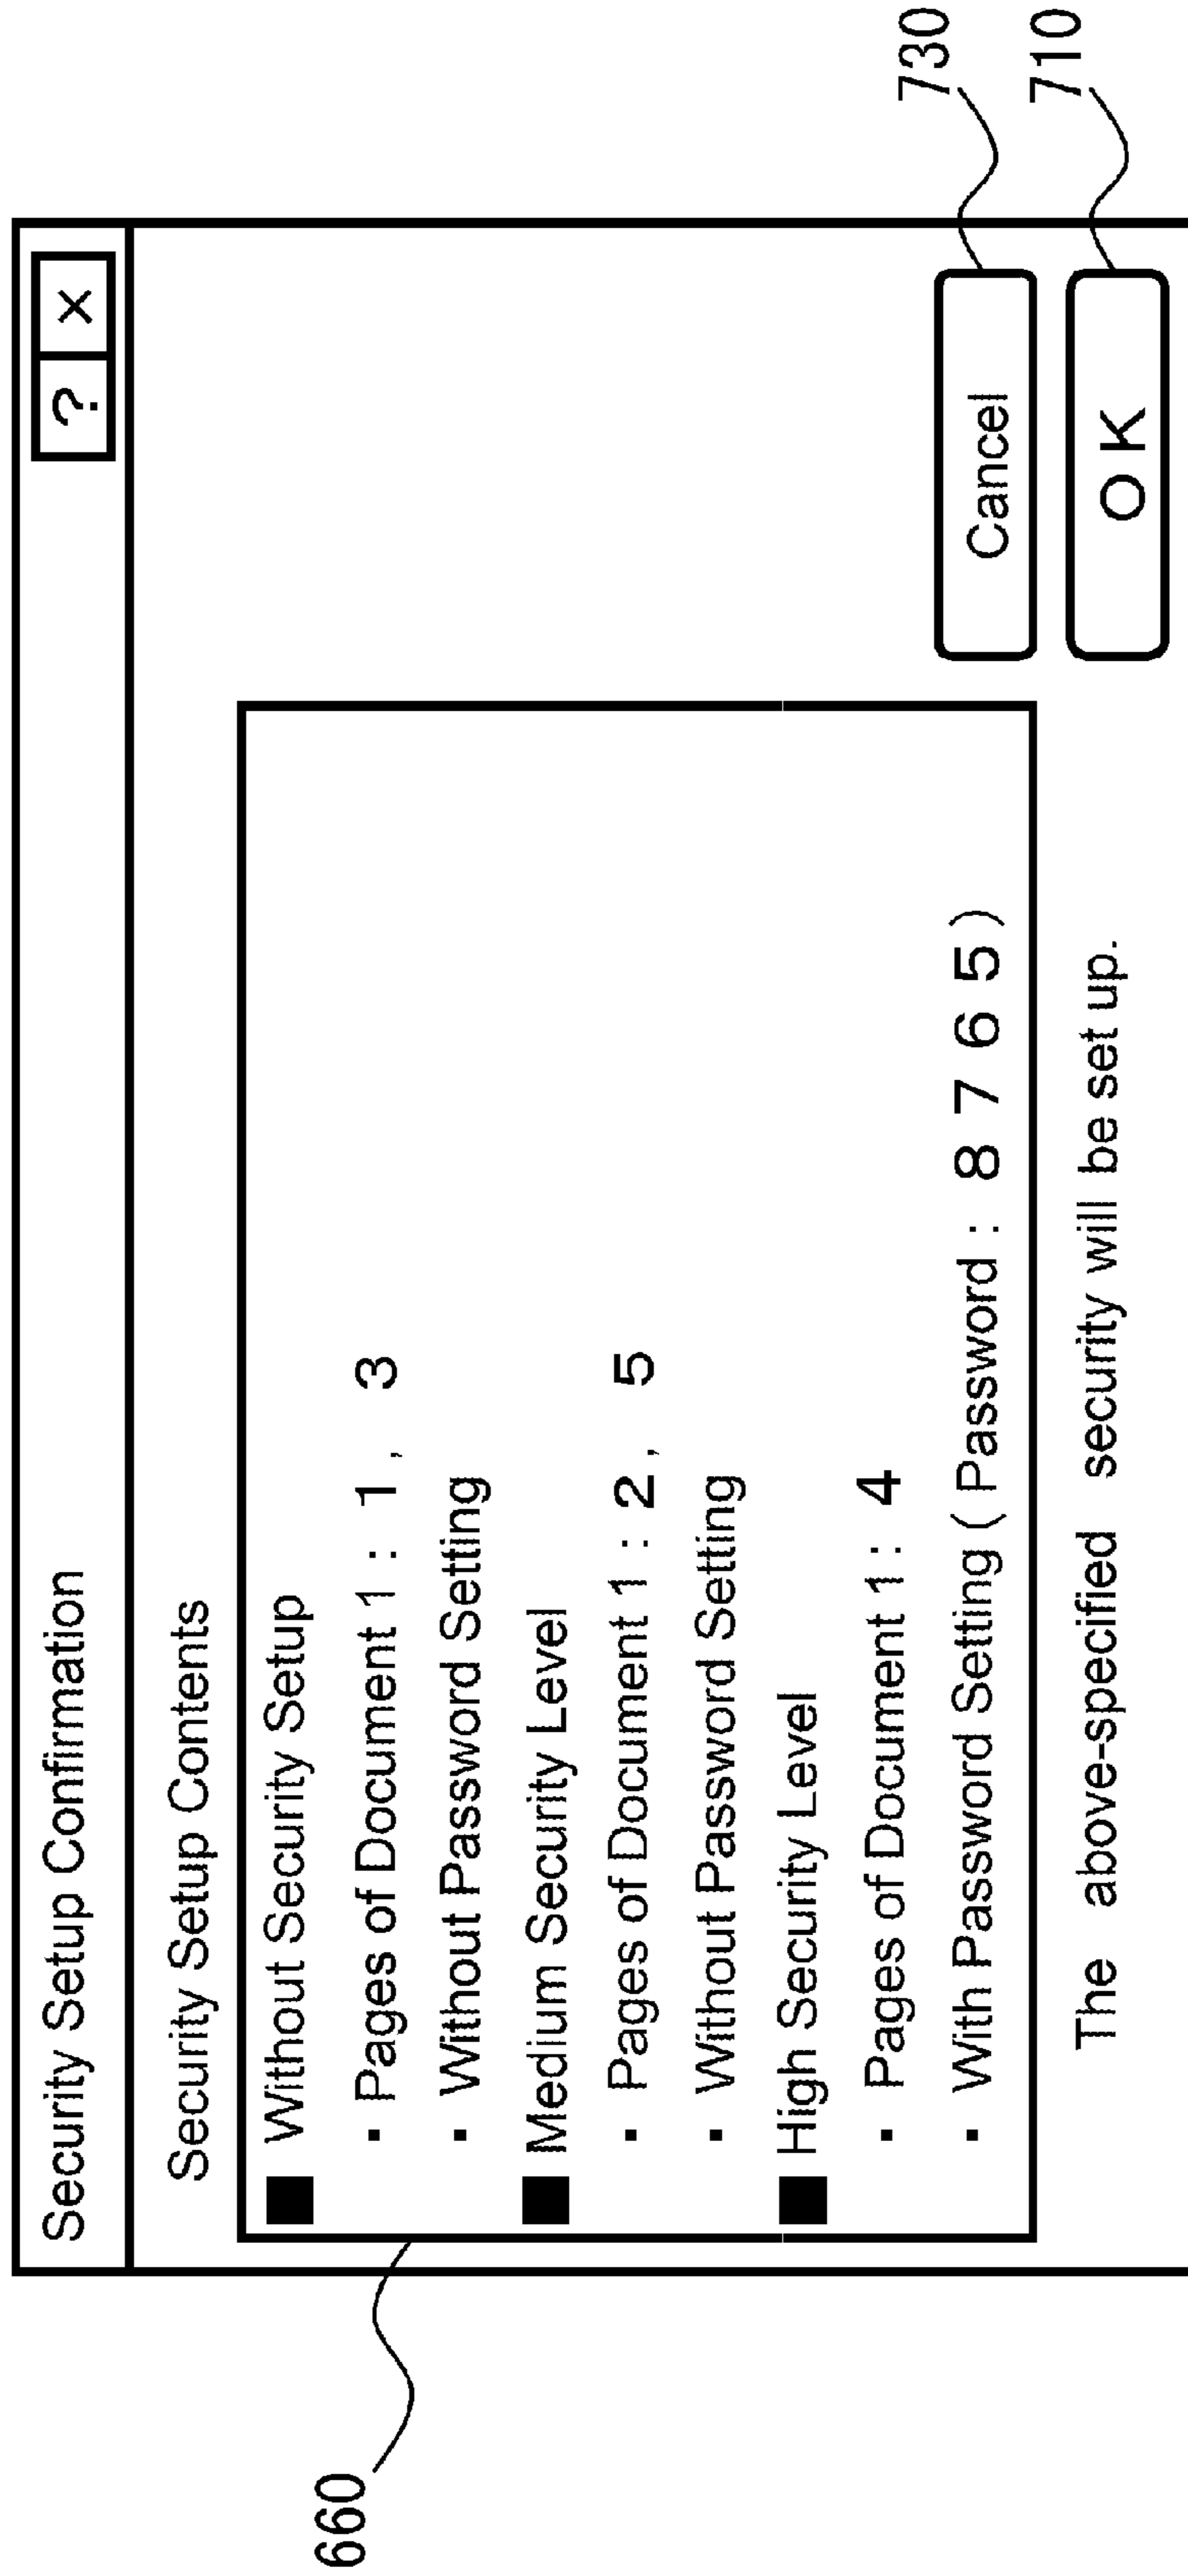 Security Setup Confirmation
? ×
Security Setup Contents
660
■ Without Security Setup
・ Pages of Document 1 : 1 , 3
・ Without Password Setting
■ Medium Security Level
・ Pages of Document 1 : 2 , 5
・ Without Password Setting
■ High Security Level
・ Pages of Document 1 : 4
・ With Password Setting ( Password : 8 7 6 5 )
Cancel
730
The above-specified security will be set up.
O K
710